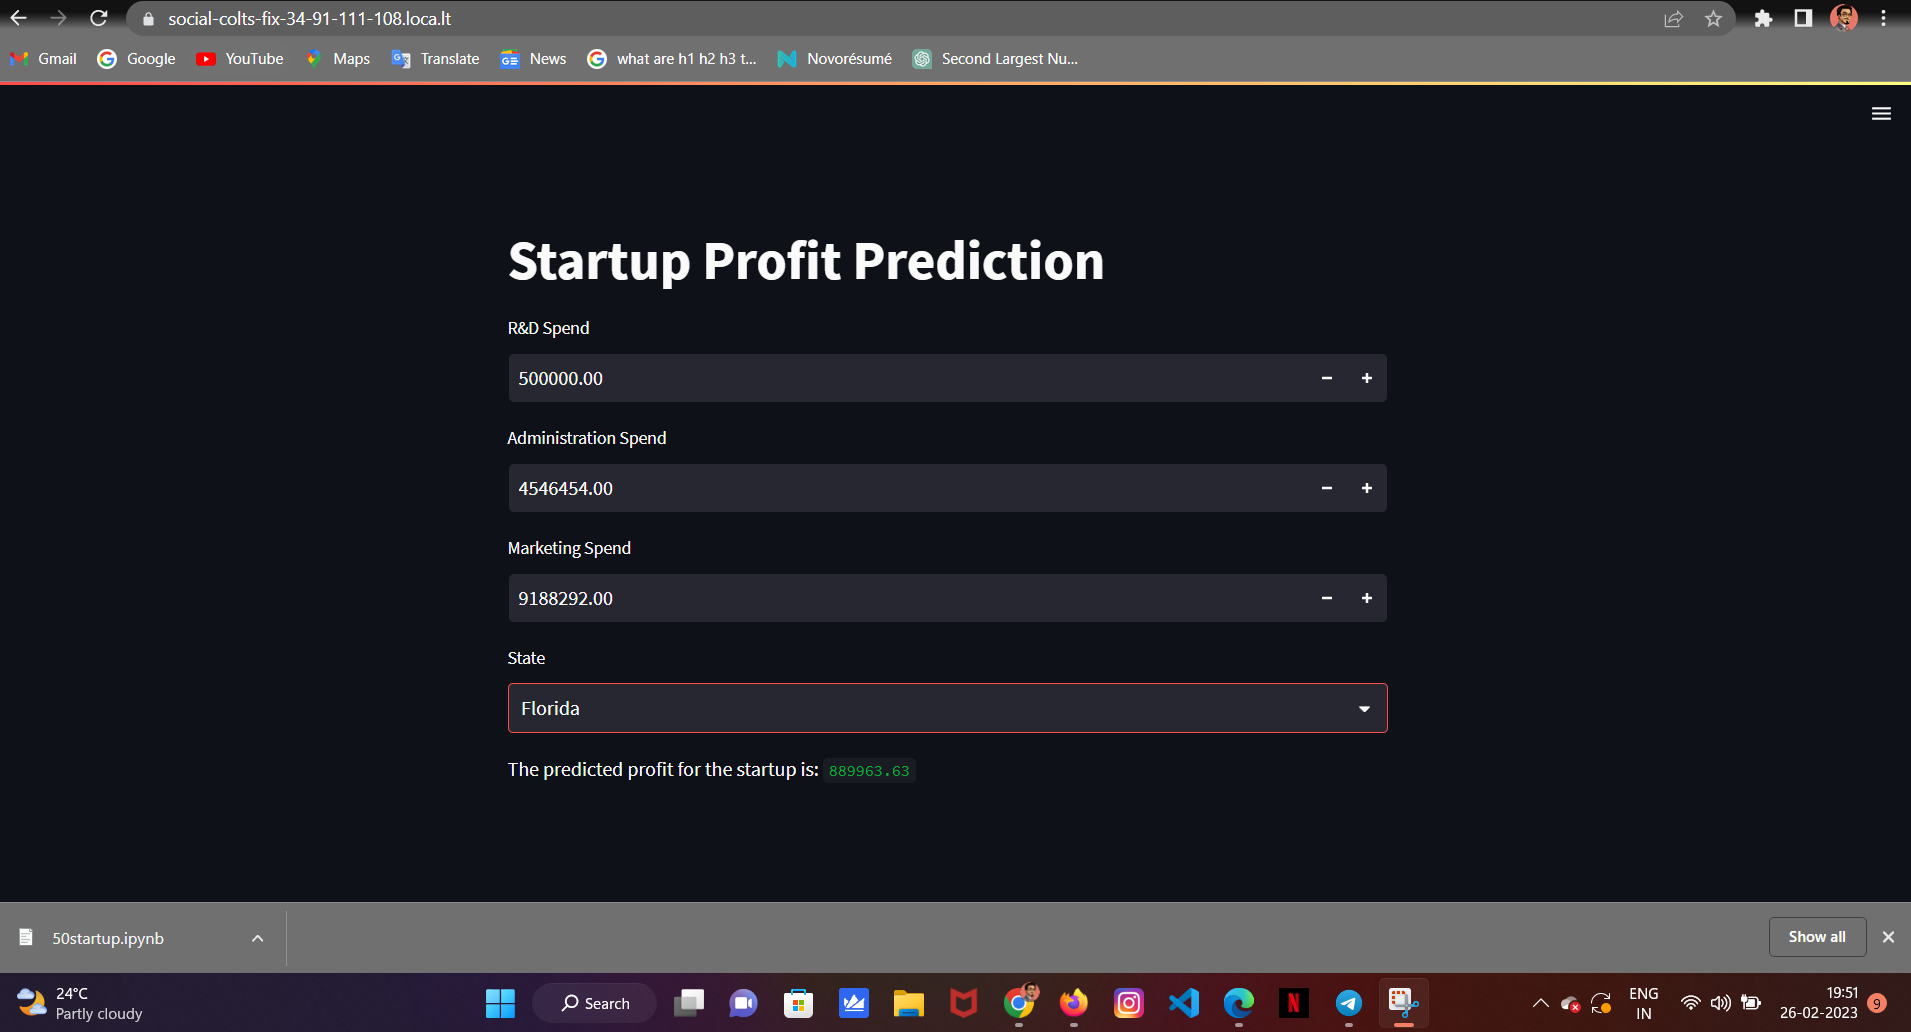 social-colts-fix-34-91-111-108.loca.lt
Gmail Google YouTube Maps Translate News what are h1 h2 h3 t... Novorésumé Second Largest Nu...
Startup Profit Prediction
R&D Spend
500000.00
Administration Spend
4546454.00
Marketing Spend
9188292.00
State
Florida
The predicted profit for the startup is: 889963.63
50startup.ipynb
Show all
24°C
Partly cloudy
Search
ENG
IN
19:51
26-02-2023
9